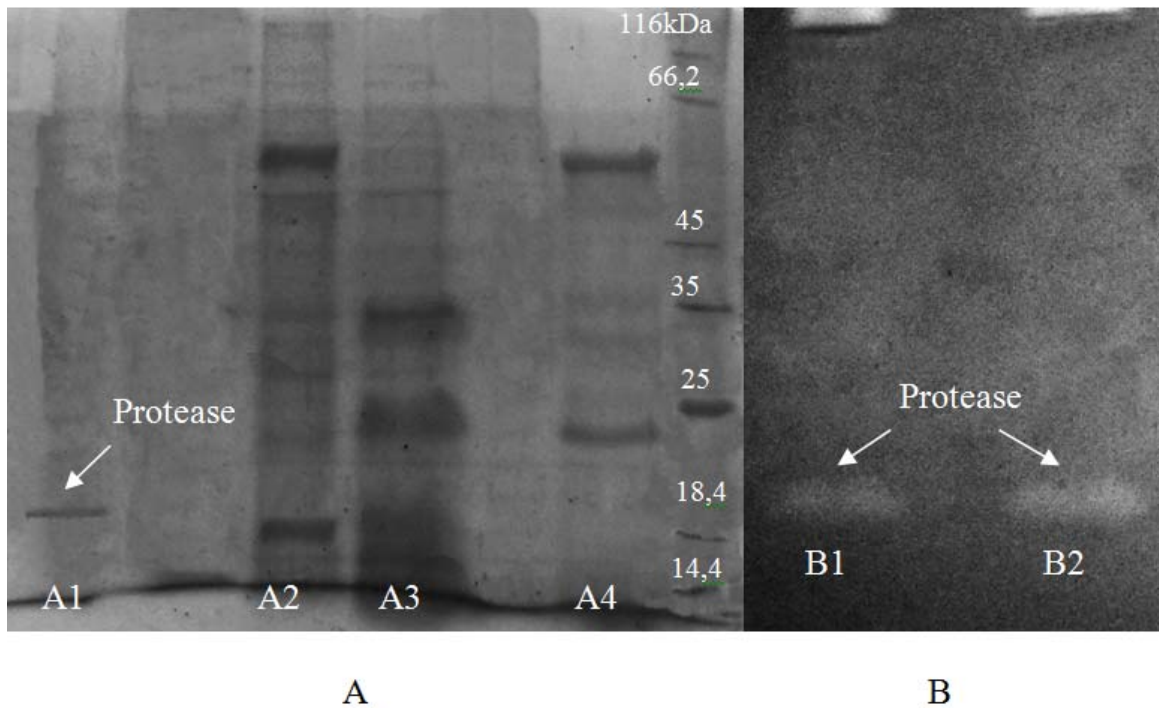 116kDa
66,2
45
35
25
18,4
14,4
Protease
A1
A2
A3
A4
Protease
B1
B2
A
B